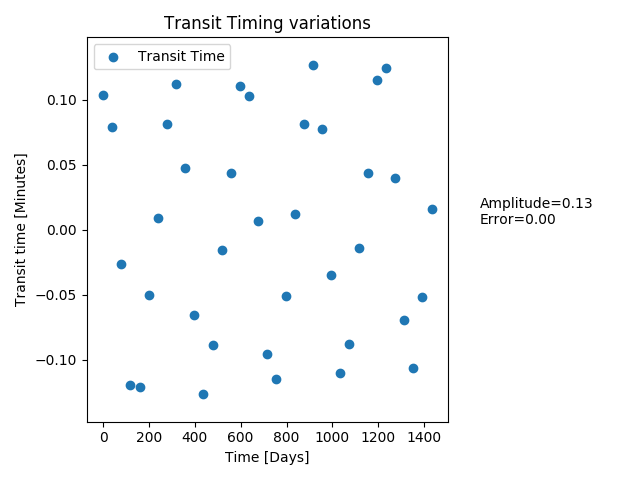 Transit Timing variations
Transit Time
Transit time [Minutes]
0.10
0.05
0.00
−0.05
−0.10
0 200 400 600 800 1000 1200 1400
Time [Days]
Amplitude=0.13
Error=0.00